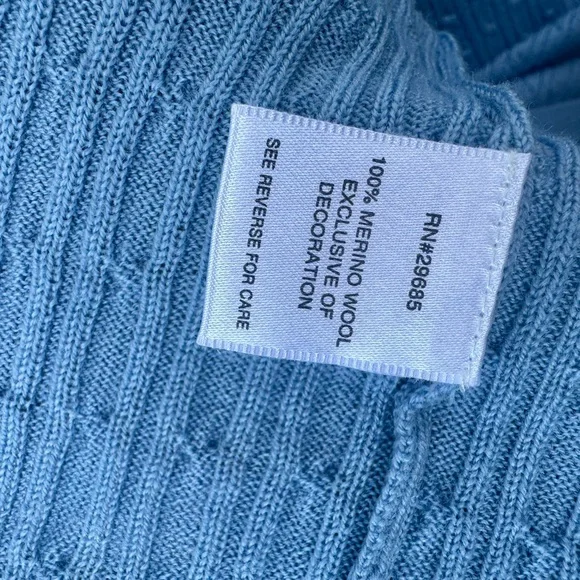 RN#29685
100% MERINO WOOL
EXCLUSIVE OF
DECORATION
SEE REVERSE FOR CARE